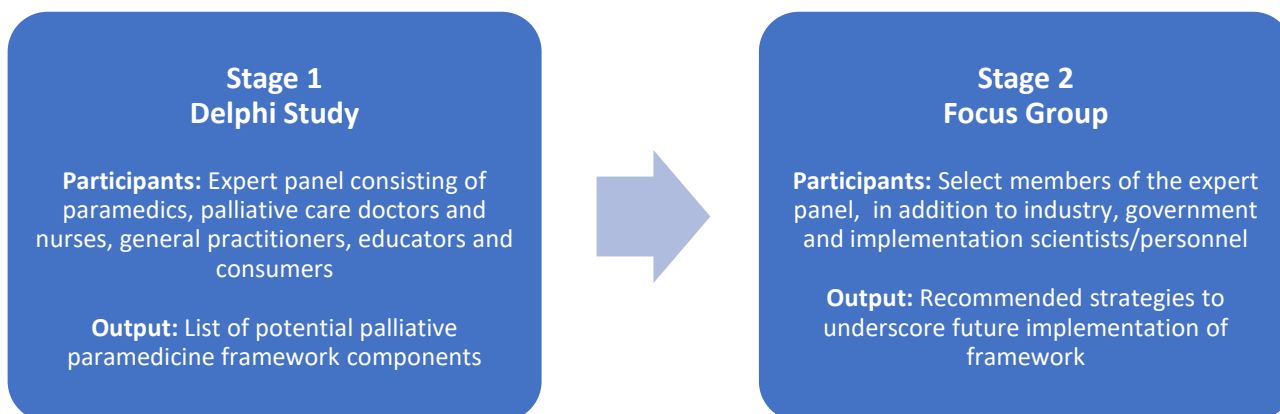 Stage 1
Delphi Study
Participants: Expert panel consisting of
paramedics, palliative care doctors and
nurses, general practitioners, educators and
consumers
Output: List of potential palliative
paramedicine framework components
Stage 2
Focus Group
Participants: Select members of the expert
panel, in addition to industry, government
and implementation scientists/personnel
Output: Recommended strategies to
underscore future implementation of
framework